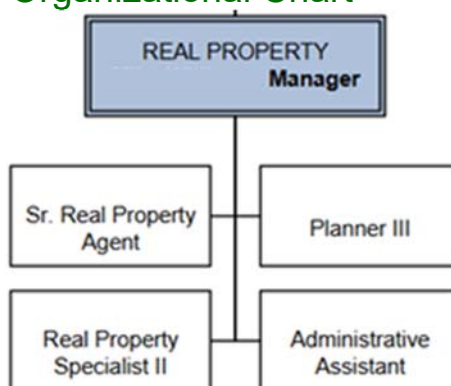 Organizational Chart
REAL PROPERTY
Manager
Sr. Real Property
Agent
Planner III
Real Property
Specialist II
Administrative
Assistant